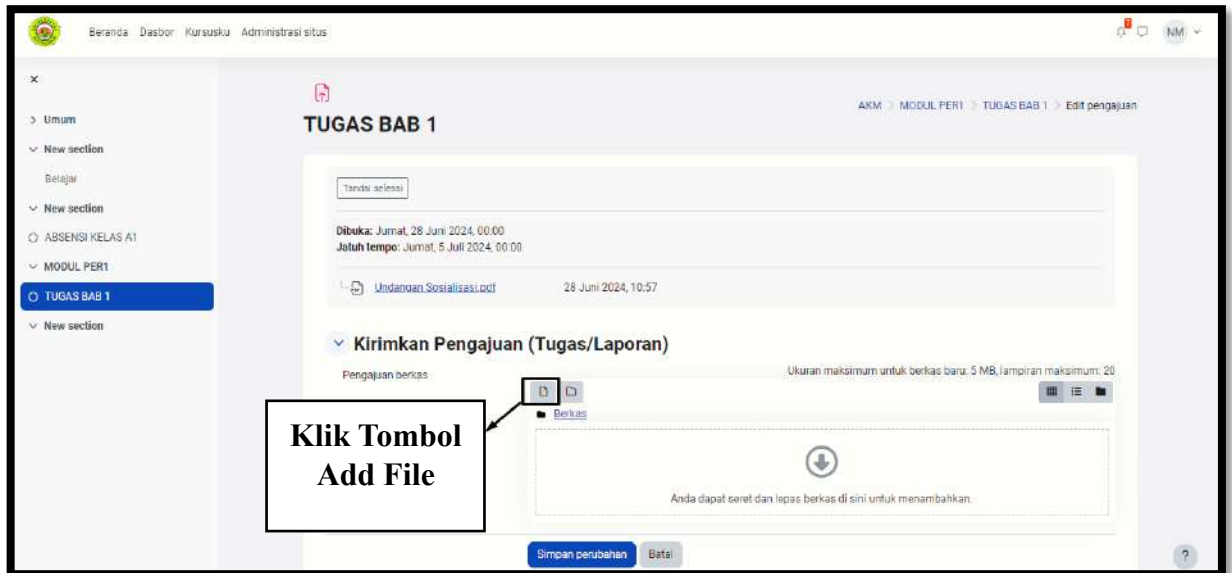 Beranda Dasbor Kursusku Administrasi situs
8
NM
×
Umum
New section
Belajar
New section
ABSENSI KELAS A1
MODUL PER1
TUGAS BAB 1
New section
AKM MODUL PER1 TUGAS BAB 1 Edit pengajuan
TUGAS BAB 1
Tandai selesai
Dibuka: Jumat, 28 Juni 2024, 00:00
Jatuh tempo: Jumat, 5 Juli 2024, 00:00
Undangan Sosialisasi.pdf 28 Juni 2024, 10:57
Kirimkan Pengajuan (Tugas/Laporan)
Pengajuan berkas
Ukuran maksimum untuk berkas baru: 5 MB, lampiran maksimum: 20
Berkas
Klik Tombol
Add File
Anda dapat seret dan lepas berkas di sini untuk menambahkan.
Simpan perubahan Batal
?